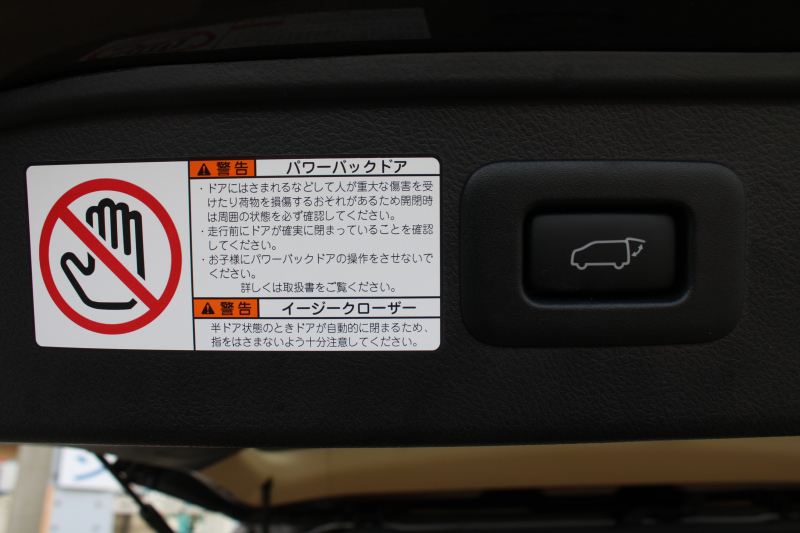 警告 パワーバックドア
・ドアにはさまれるなどして人が重大な傷害を受
けたり荷物を損傷するおそれがあるため開閉時
は周囲の状態を必ず確認してください。
・走行前にドアが確実に閉まっていることを確認
してください。
・お子様にパワーバックドアの操作をさせないで
ください。
詳しくは取扱書をご覧ください。
警告 イージークローザー
半ドア状態のときドアが自動的に閉まるため、
指をはさまないよう十分注意してください。